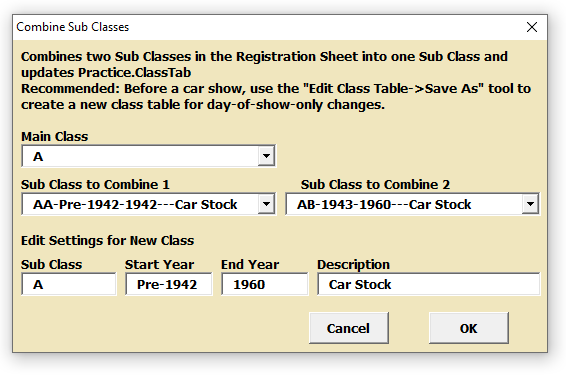 Combine Sub Classes
Combines two Sub Classes in the Registration Sheet into one Sub Class and
updates Practice.ClassTab
Recommended: Before a car show, use the "Edit Class Table->Save As" tool to
create a new class table for day-of-show-only changes.
Main Class
A
Sub Class to Combine 1 Sub Class to Combine 2
AA-Pre-1942-1942---Car Stock AB-1943-1960---Car Stock
Edit Settings for New Class
Sub Class Start Year End Year Description
A Pre-1942 1960 Car Stock
Cancel OK